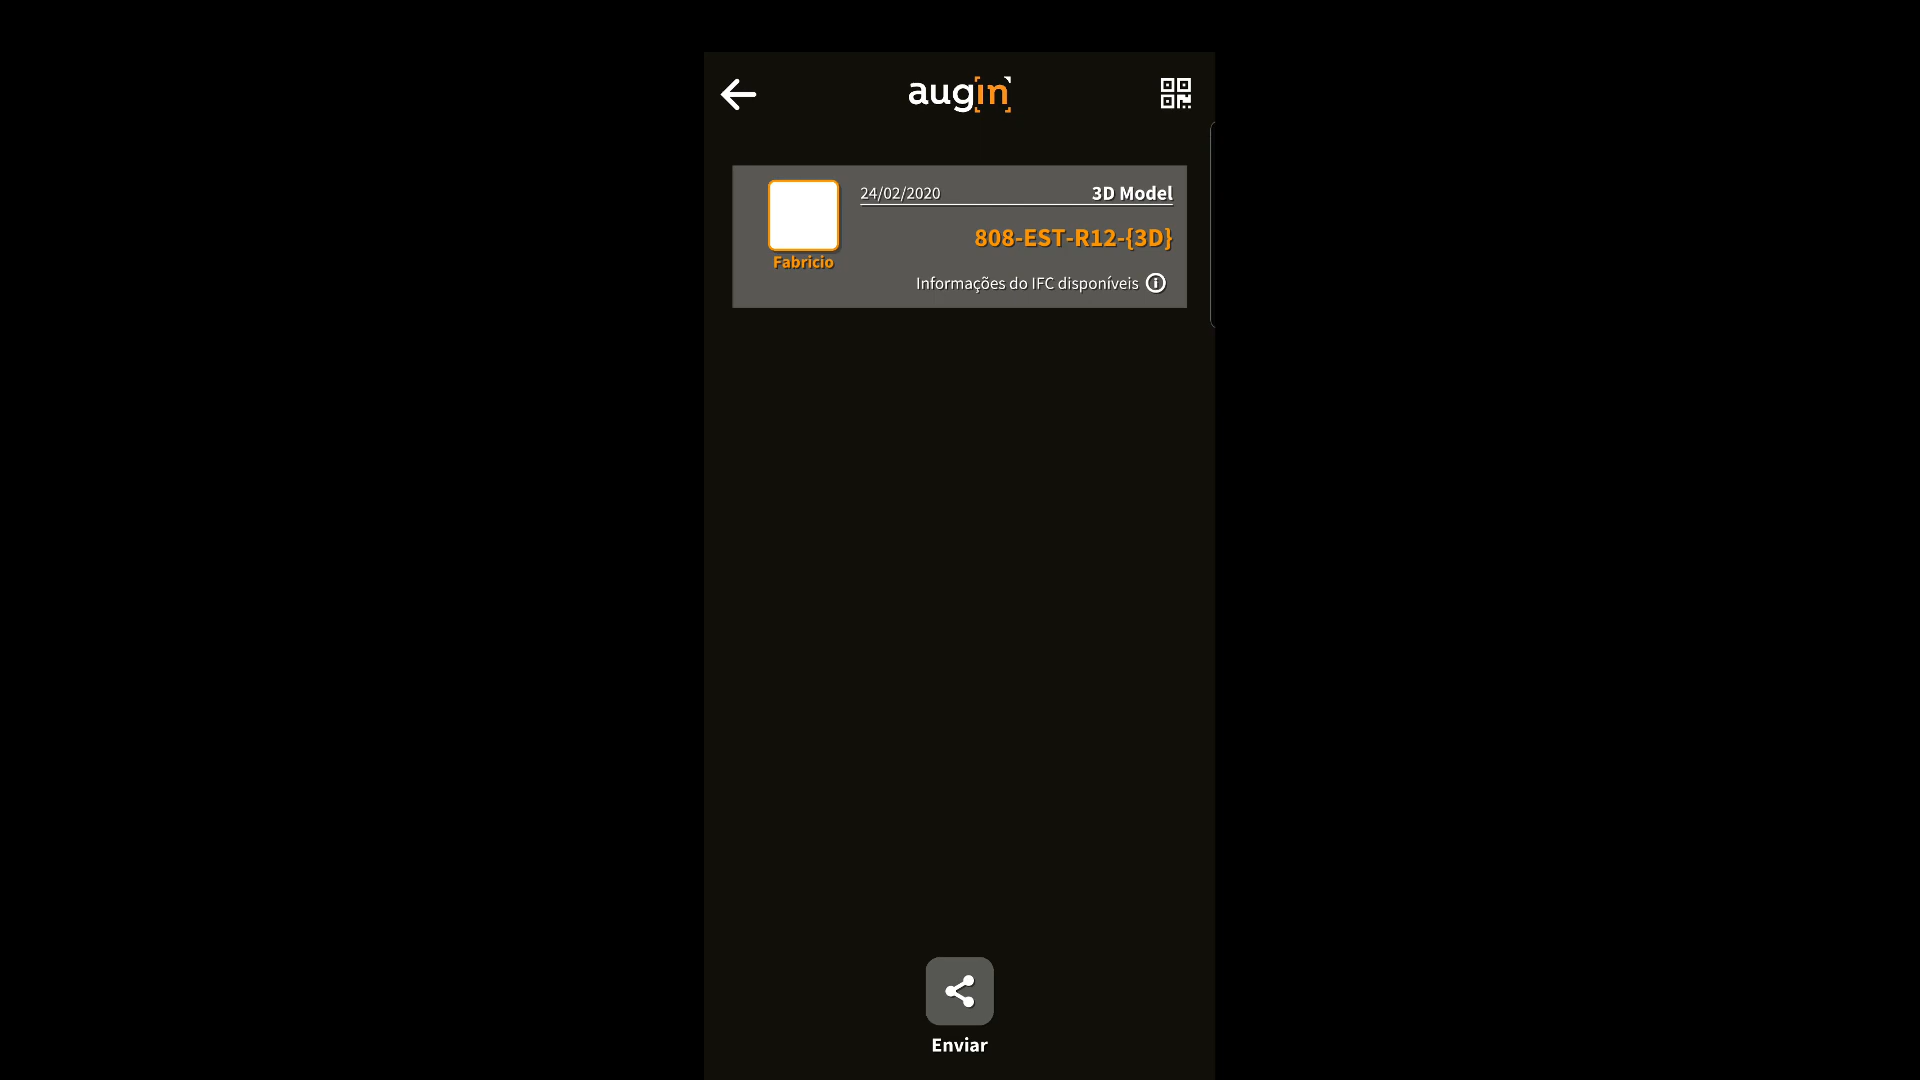 augin
24/02/2020 3D Model
808-EST-R12-{3D}
Fabricio
Informações do IFC disponíveis
Enviar